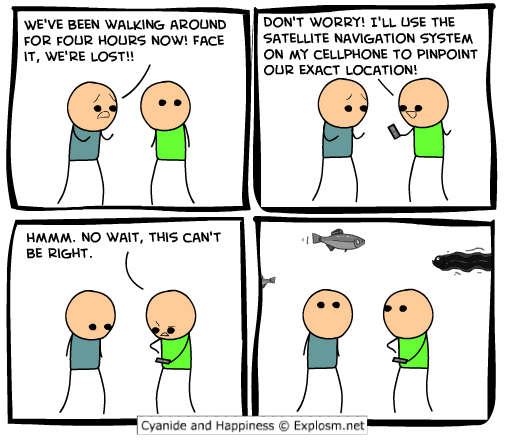 WE'VE BEEN WALKING AROUND
FOR FOUR HOURS NOW! FACE
IT, WE'RE LOST!!
DON'T WORRY! I'LL USE THE
SATELLITE NAVIGATION SYSTEM
ON MY CELLPHONE TO PINPOINT
OUR EXACT LOCATION!
HMMM. NO WAIT, THIS CAN'T
BE RIGHT.
Cyanide and Happiness © Explosm.net